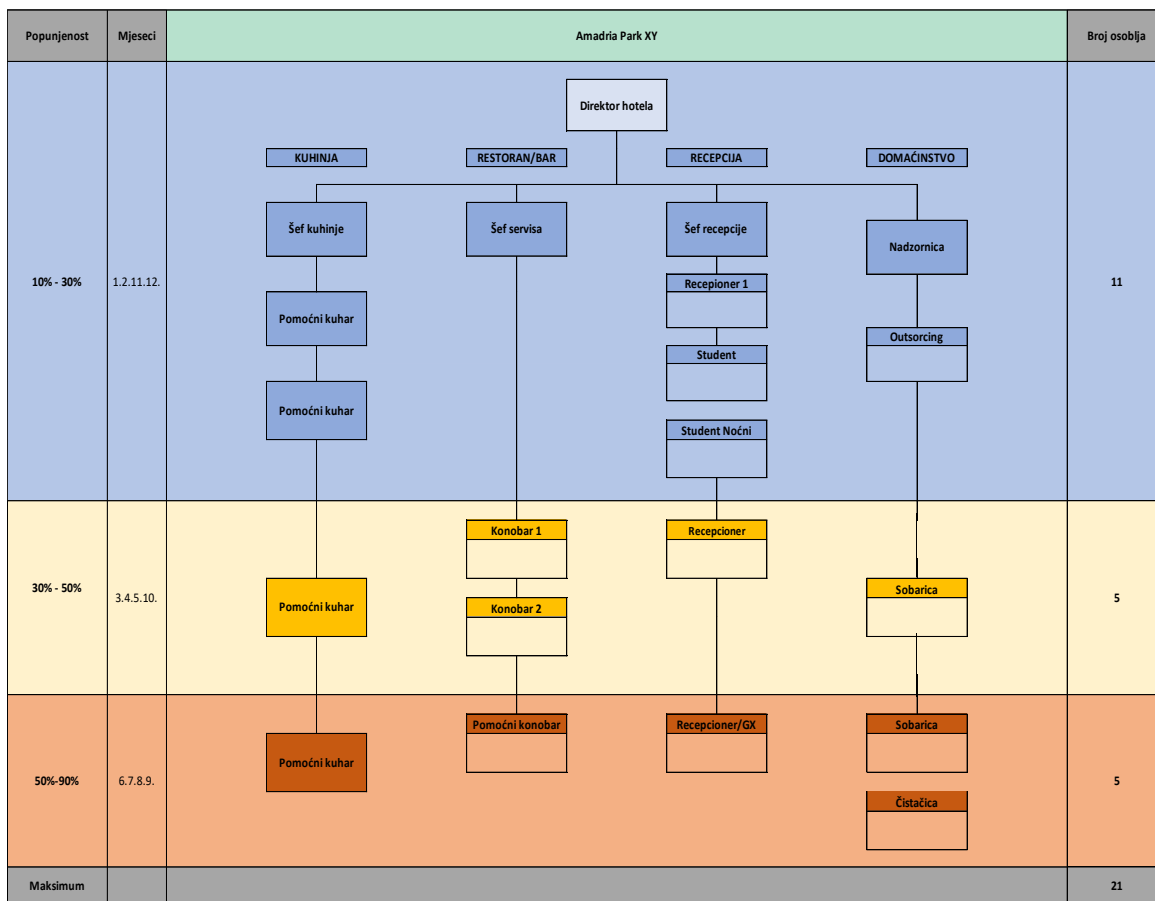 Popunjenost Mjeseci Amadria Park XY Broj osoblja
Direktor hotela
KUHINJA RESTORAN/BAR RECEPCIJA DOMAĆINSTVO
Šef kuhinje Šef servisa Šef recepcije
Nadzornica
10% - 30% 1.2.11.12. Recepioner 1 11
Pomoćni kuhar
Outsorcing
Student
Pomoćni kuhar
Student Noćni
Konobar 1 Recepcioner
30% - 50% 3.4.5.10. Sobarica 5
Pomoćni kuhar Konobar 2
Pomoćni konobar Recepcioner/GX Sobarica
Pomoćni kuhar
50%-90% 6.7.8.9. 5
Čistačica
Maksimum 21